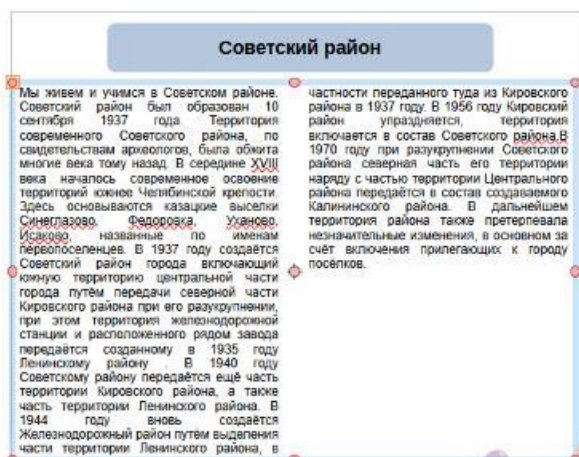 Советский район
Мы живем и учимся в Советском районе.
Советский район был образован 10
сентября 1937 года. Территория
современного Советского района, по
свидетельствам археологов, была обжита
многие века тому назад. В середине XVIII
века началось современное освоение
территорий южнее Челябинской крепости.
Здесь основываются казацкие выселки
Синеглазово, Федоровка, Уханово,
Исаково, названные по именам
первопоселенцев. В 1937 году создаётся
Советский район города включающий
южную территорию центральной части
города путём передачи северной части
Кировского района при его разукрупнении,
при этом территория железнодорожной
станции и расположенного рядом завода
передаётся созданному в 1935 году
Ленинскому району . В 1940 году
Советскому району передаётся ещё часть
территории Кировского района, а также
часть территории Ленинского района. В
1944 году вновь создаётся
Железнодорожный район путём выделения
части территории Ленинского района, в
частности переданного туда из Кировского
района в 1937 году. В 1956 году Кировский
район упраздняется, территория
включается в состав Советского района.В
1970 году при разукрупнении Советского
района северная часть его территории
наряду с частью территории Центрального
района передаётся в состав создаваемого
Калининского района. В дальнейшем
территория района также претерпевала
незначительные изменения, в основном за
счёт включения прилегающих к городу
посёлков.